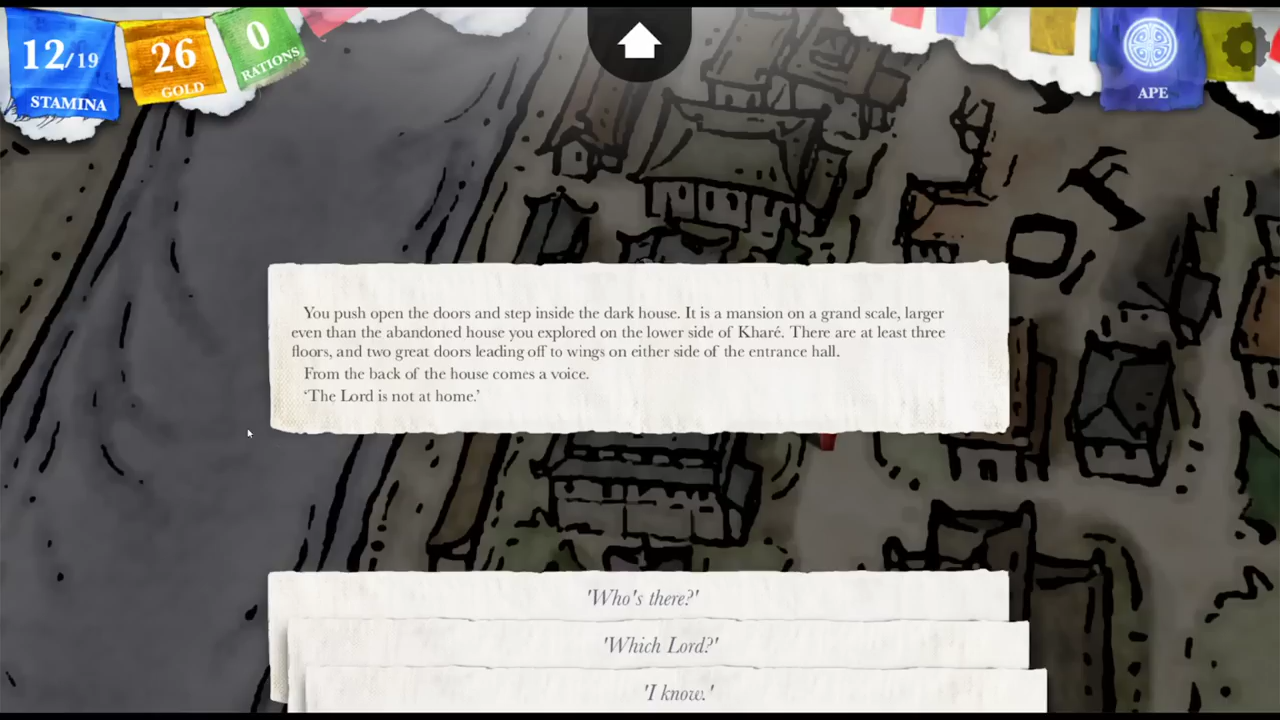 12/19
STAMINA
26
GOLD
0
RATIONS
APE
You push open the doors and step inside the dark house. It is a mansion on a grand scale, larger
even than the abandoned house you explored on the lower side of Kharé. There are at least three
floors, and two great doors leading off to wings on either side of the entrance hall.
From the back of the house comes a voice.
‘The Lord is not at home.’
'Who's there?'
'Which Lord?'
'I know.'